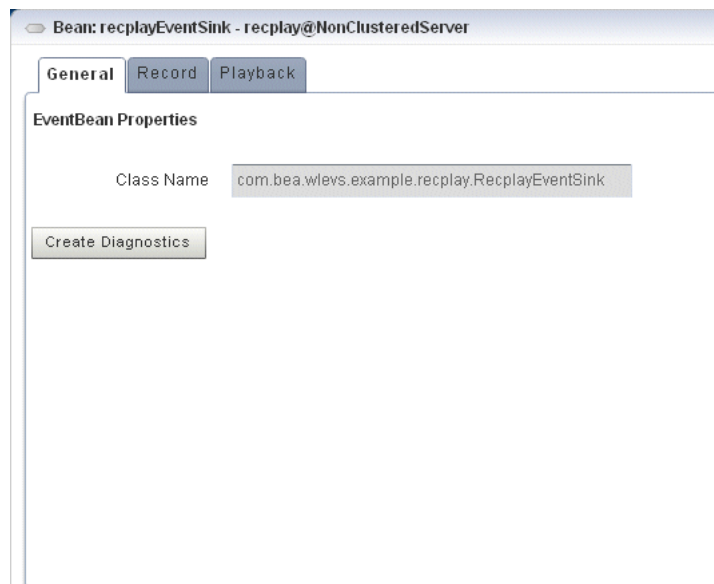 Bean: recplayEventSink - recplay@NonClusteredServer
General Record Playback
EventBean Properties
Class Name com.bea.wlevs.example.recplay.RecplayEventSink
Create Diagnostics